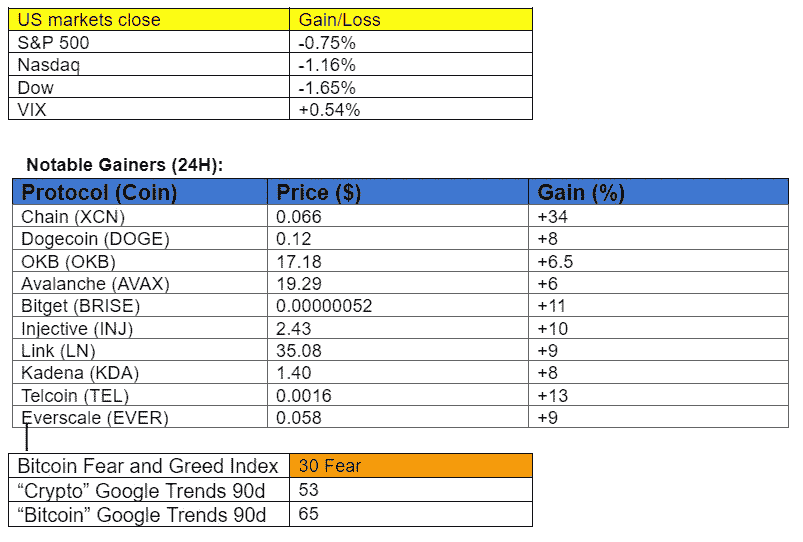 US markets close Gain/Loss
S&P 500 -0.75%
Nasdaq -1.16%
Dow -1.65%
VIX +0.54%
Notable Gainers (24H):
Protocol (Coin) Price ($) Gain (%)
Chain (XCN) 0.066 +34
Dogecoin (DOGE) 0.12 +8
OKB (OKB) 17.18 +6.5
Avalanche (AVAX) 19.29 +6
Bitget (BRISE) 0.00000052 +11
Injective (INJ) 2.43 +10
Link (LN) 35.08 +9
Kadena (KDA) 1.40 +8
Telcoin (TEL) 0.0016 +13
Everscale (EVER) 0.058 +9
Bitcoin Fear and Greed Index 30 Fear
“Crypto” Google Trends 90d 53
“Bitcoin” Google Trends 90d 65